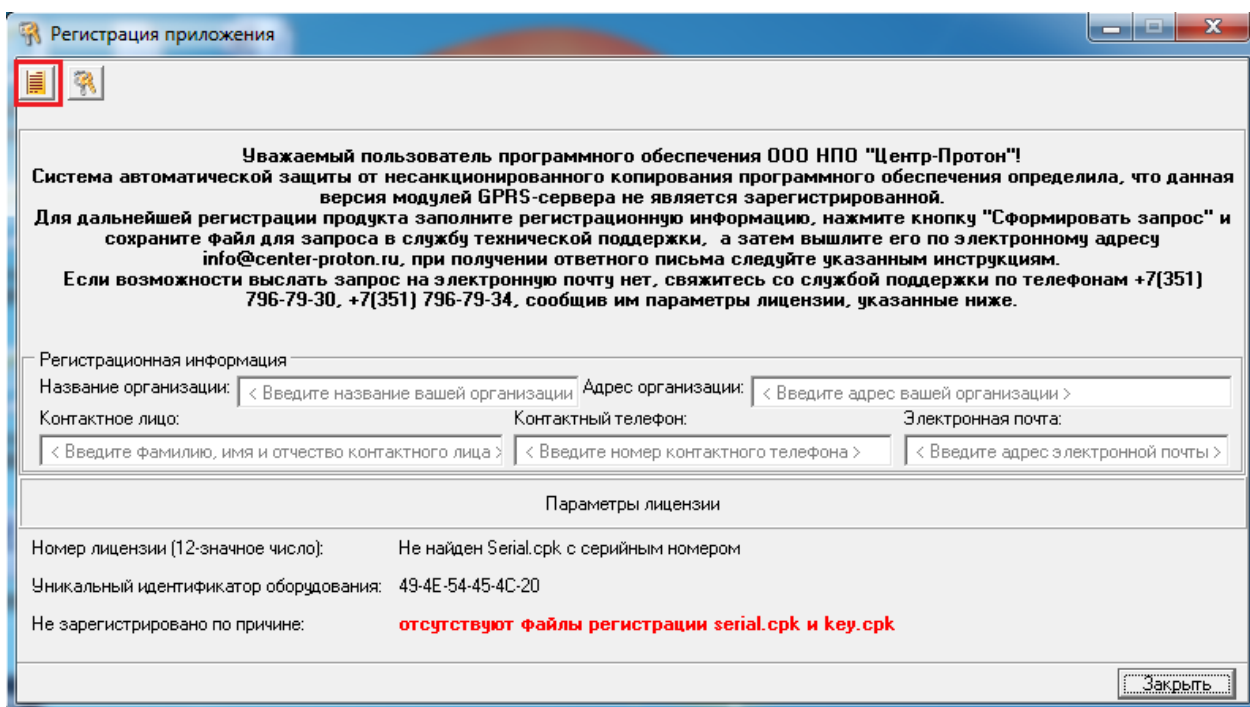 Регистрация приложения
Уважаемый пользователь программного обеспечения ООО НПО "Центр-Протон"!
Система автоматической защиты от несанкционированного копирования программного обеспечения определила, что данная
версия модулей GPRS-сервера не является зарегистрированной.
Для дальнейшей регистрации продукта заполните регистрационную информацию, нажмите кнопку "Сформировать запрос" и
сохраните файл для запроса в службу технической поддержки, а затем вышлите его по электронному адресу
info@center-proton.ru, при получении ответного письма следуйте указанным инструкциям.
Если возможности выслать запрос на электронную почту нет, свяжитесь со службой поддержки по телефонам +7(351)
796-79-30, +7(351) 796-79-34, сообщив им параметры лицензии, указанные ниже.
Регистрационная информация
Название организации: < Введите название вашей организации Адрес организации: < Введите адрес вашей организации >
Контактное лицо: Контактный телефон: Электронная почта:
< Введите фамилию, имя и отчество контактного лица > < Введите номер контактного телефона > < Введите адрес электронной почты >
Параметры лицензии
Номер лицензии (12-значное число): Не найден Serial.cpk с серийным номером
Уникальный идентификатор оборудования: 49-4E-54-45-4C-20
Не зарегистрировано по причине: отсутствуют файлы регистрации serial.cpk и key.cpk
Закрыть